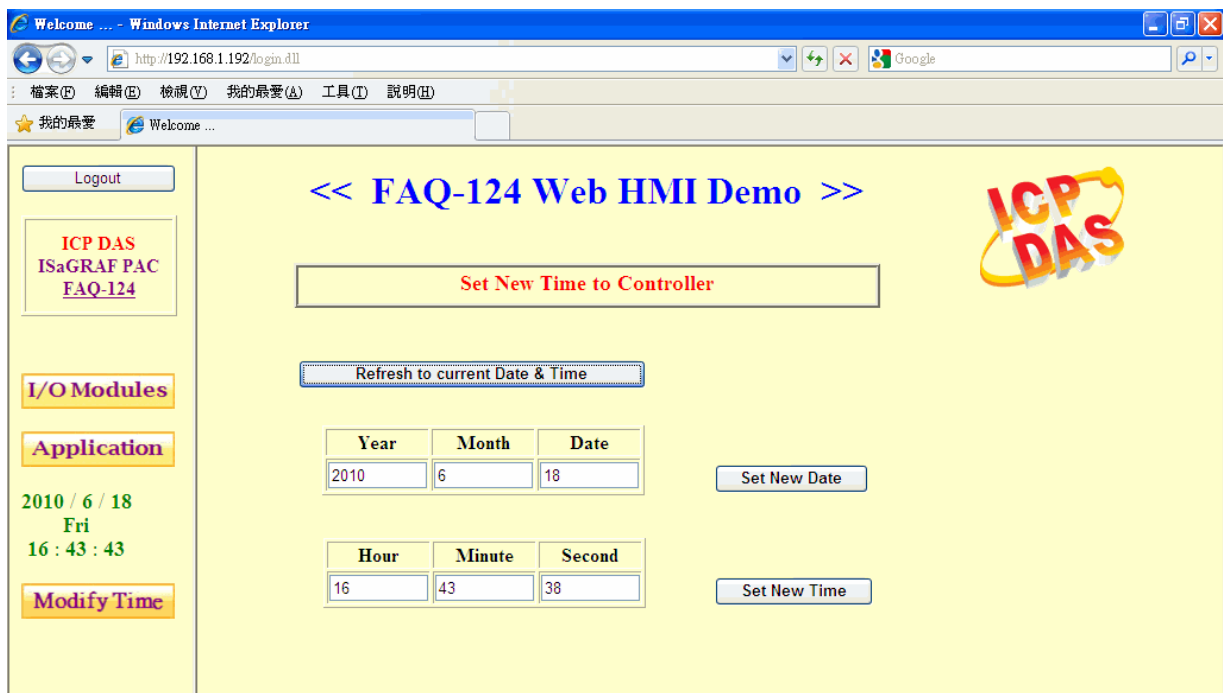 Welcome ... - Windows Internet Explorer
http://192.168.1.192/login.dll
Google
檔案(F) 編輯(E) 檢視(V) 我的最愛(A) 工具(T) 說明(H)
我的最愛
Welcome ...
Logout
ICP DAS
ISaGRAF PAC
FAQ-124
I/O Modules
Application
2010 / 6 / 18
Fri
16 : 43 : 43
Modify Time
<< FAQ-124 Web HMI Demo >>
ICP
DAS
Set New Time to Controller
Refresh to current Date & Time
Year Month Date
2010 6 18
Set New Date
Hour Minute Second
16 43 38
Set New Time